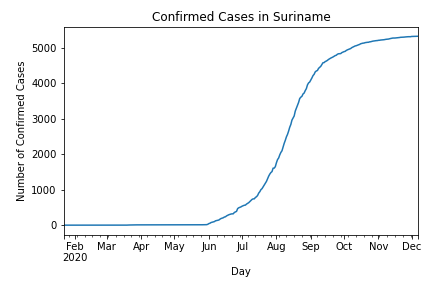 Confirmed Cases in Suriname
Number of Confirmed Cases
5000
4000
3000
2000
1000
0
Feb Mar Apr May Jun Jul Aug Sep Oct Nov Dec
2020
Day